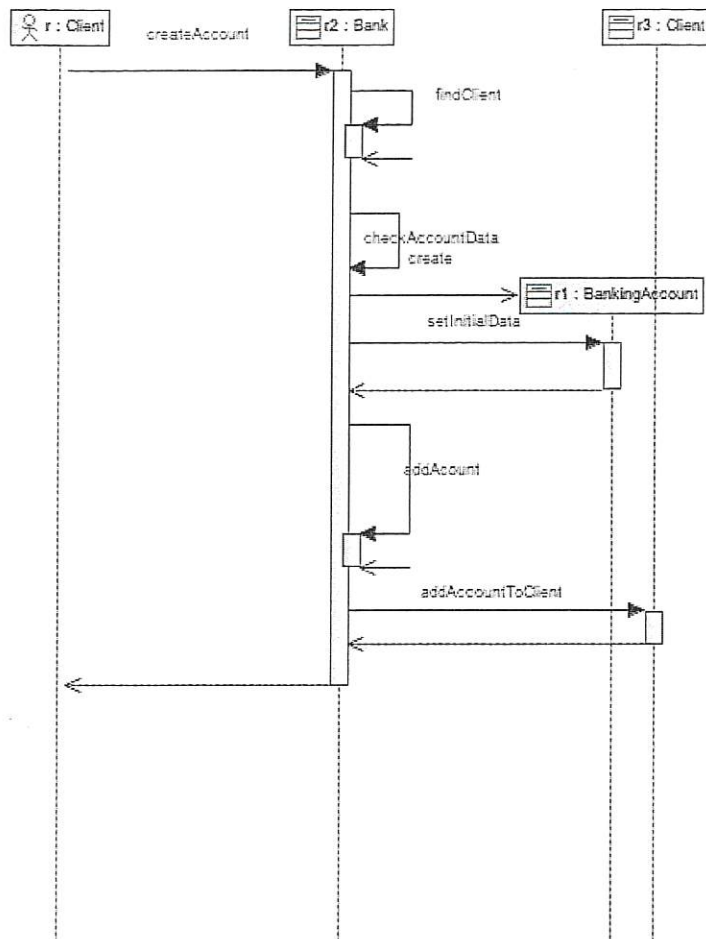 r : Client
r2 : Bank
r3 : Client
createAccount
findClient
checkAccountData
create
r1 : BankingAccount
setInitialData
addAcount
addAccountToClient